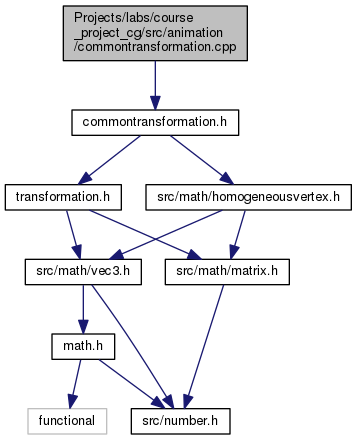 Projects/labs/course
_project_cg/src/animation
/commontransformation.cpp
commontransformation.h
transformation.h
src/math/homogeneousvertex.h
src/math/vec3.h
src/math/matrix.h
math.h
functional
src/number.h